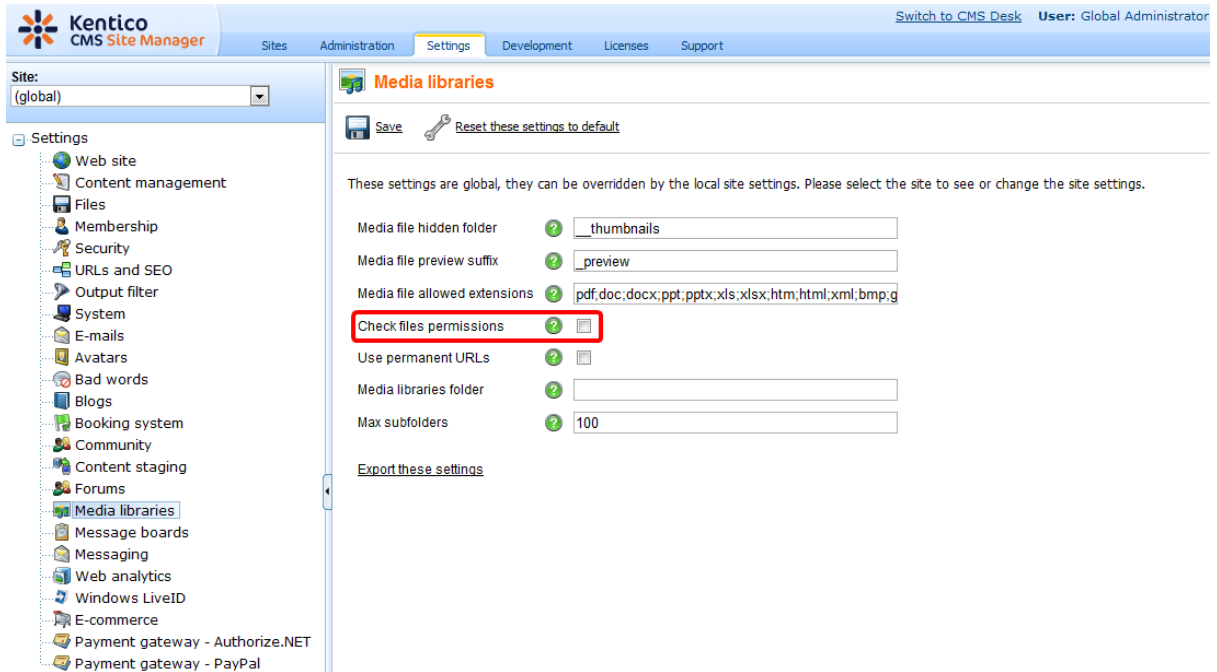 Kentico
CMS Site Manager
Switch to CMS Desk User: Global Administrator
Sites Administration Settings Development Licenses Support
Site:
(global)
Settings
Web site
Content management
Files
Membership
Security
URLs and SEO
Output filter
System
E-mails
Avatars
Bad words
Blogs
Booking system
Community
Content staging
Forums
Media libraries
Message boards
Messaging
Web analytics
Windows LiveID
E-commerce
Payment gateway - Authorize.NET
Payment gateway - PayPal
Media libraries
Save Reset these settings to default
These settings are global, they can be overridden by the local site settings. Please select the site to see or change the site settings.
Media file hidden folder ? __thumbnails
Media file preview suffix ? _preview
Media file allowed extensions ? pdf;doc;docx;ppt;pptx;xls;xlsx;htm;html;xml;bmp;g
Check files permissions ?
Use permanent URLs ?
Media libraries folder ?
Max subfolders ? 100
Export these settings